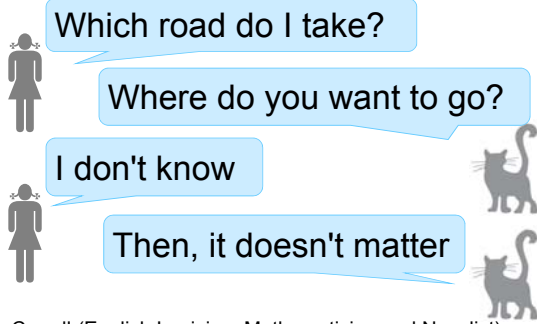 Which road do I take?
Where do you want to go?
I don't know
Then, it doesn't matter